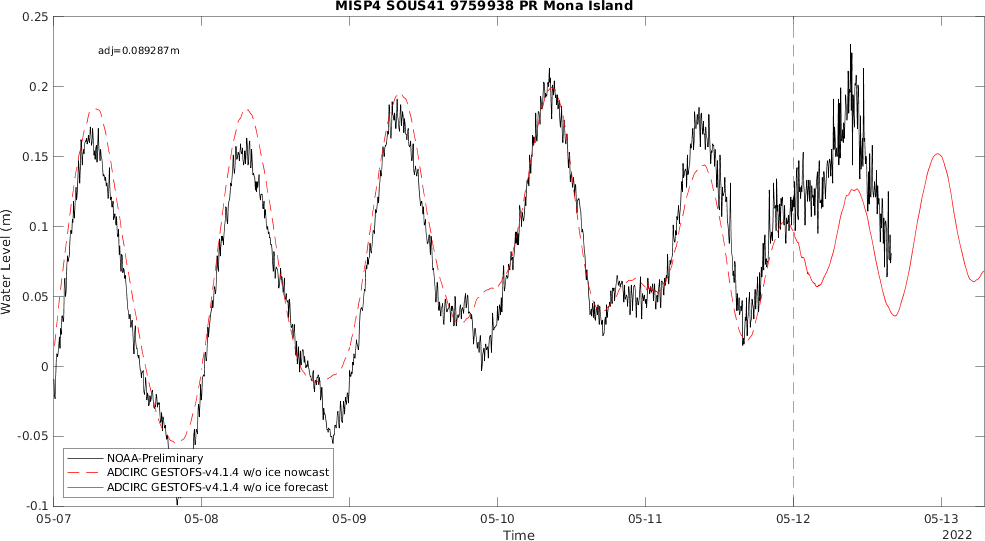 MISP4 SOUS41 9759938 PR Mona Island
adj=0.089287m
Water Level (m)
0.25
0.2
0.15
0.1
0.05
0
-0.05
-0.1
NOAA-Preliminary
ADCIRC GESTOFS-v4.1.4 w/o ice nowcast
ADCIRC GESTOFS-v4.1.4 w/o ice forecast
05-07 05-08 05-09 05-10 05-11 05-12 05-13
Time
2022